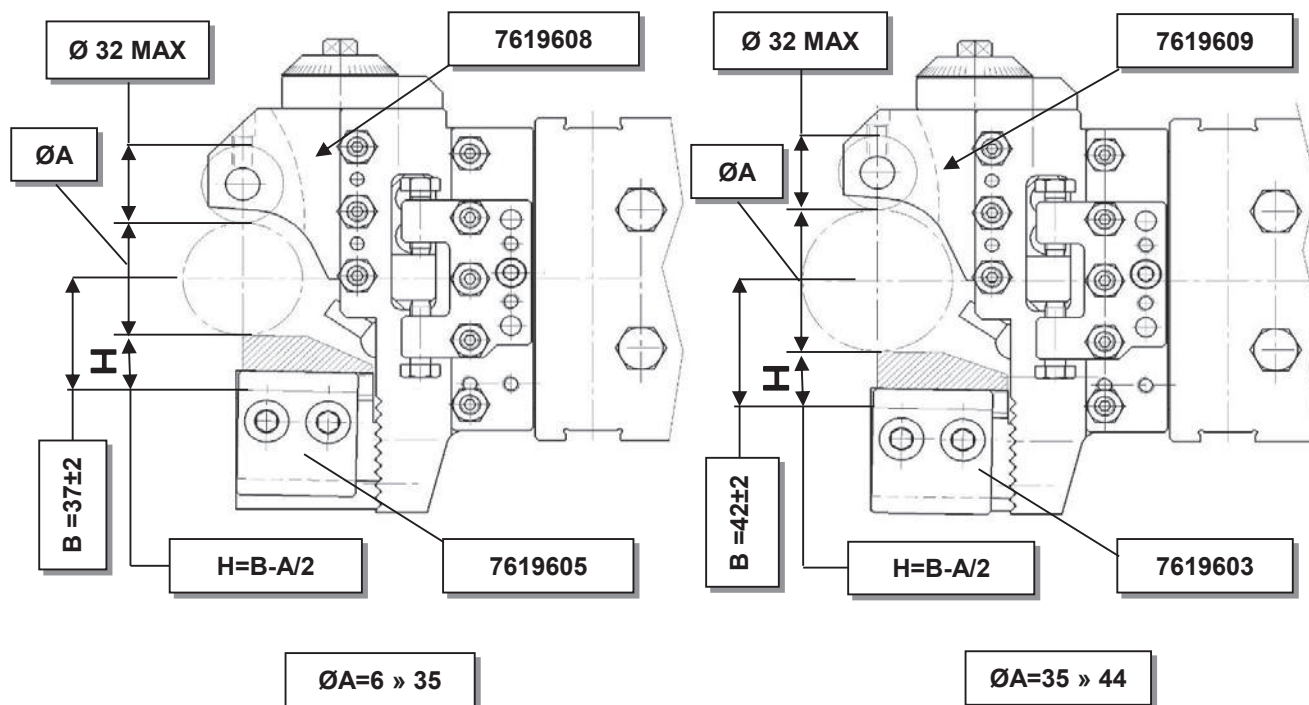 Ø 32 MAX
7619608
ØA
H
B =37±2
H=B-A/2
7619605
ØA=6 » 35
Ø 32 MAX
7619609
ØA
H
B =42±2
H=B-A/2
7619603
ØA=35 » 44